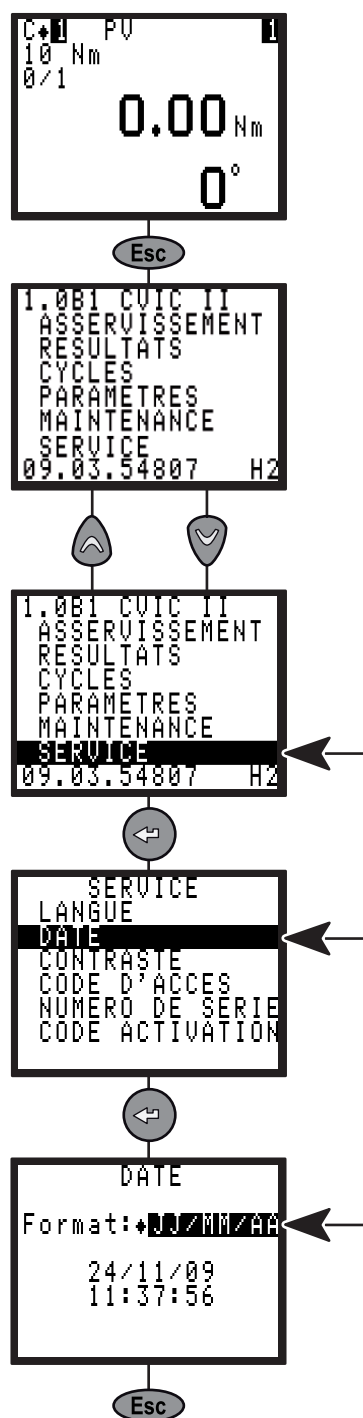 C♦1 PV 1
10 Nm
0/1
0.00 Nm
0°
Esc
1.0B1 CVIC II
ASSERVISSEMENT
RESULTATS
CYCLES
PARAMETRES
MAINTENANCE
SERVICE
09.03.54807 H2
1.0B1 CVIC II
ASSERVISSEMENT
RESULTATS
CYCLES
PARAMETRES
MAINTENANCE
SERVICE
09.03.54807 H2
SERVICE
LANGUE
DATE
CONTRASTE
CODE D'ACCES
NUMERO DE SERIE
CODE ACTIVATION
DATE
Format:♦JJ/MM/AA
24/11/09
11:37:56
Esc